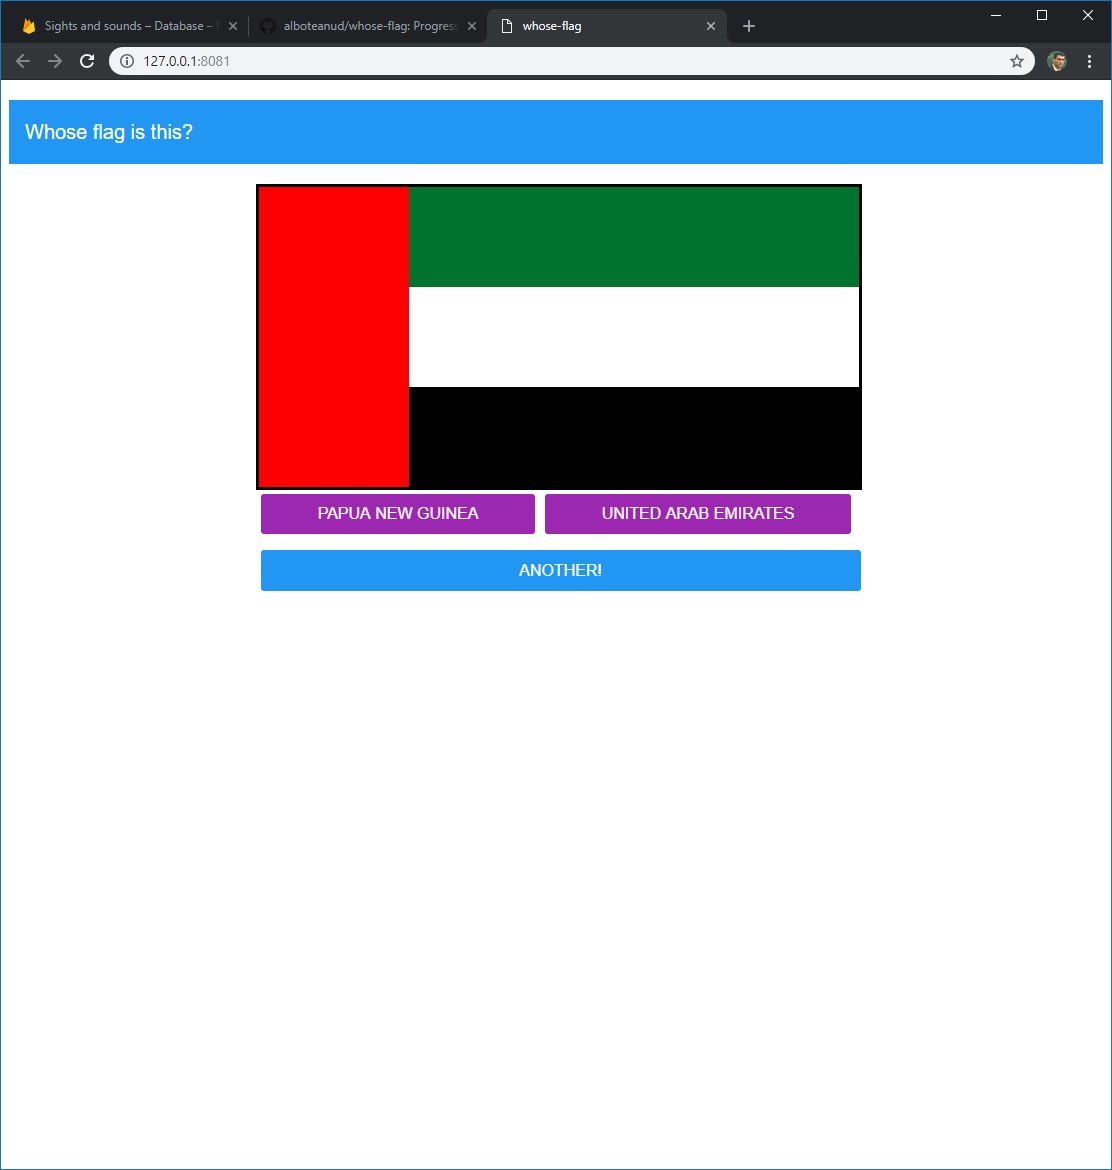 Sights and sounds – Database –
alboteanud/whose-flag: Progress
whose-flag
127.0.0.1:8081
Whose flag is this?
PAPUA NEW GUINEA
UNITED ARAB EMIRATES
ANOTHER!